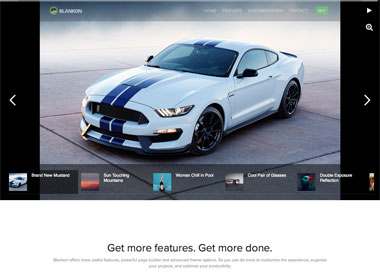 BLANKON
HOME FEATURES DOCUMENTATION CONTACT BUY
Brand New Mustand
Sun Touching Mountains
Woman Chill in Pool
Cool Pair of Glasses
Double Exposure Reflection
Get more features. Get more done.
Blankon offers more useful features, powerful page builder and advanced theme options. So you can do more to customize the experience, organize
your projects, and optimize your productivity.